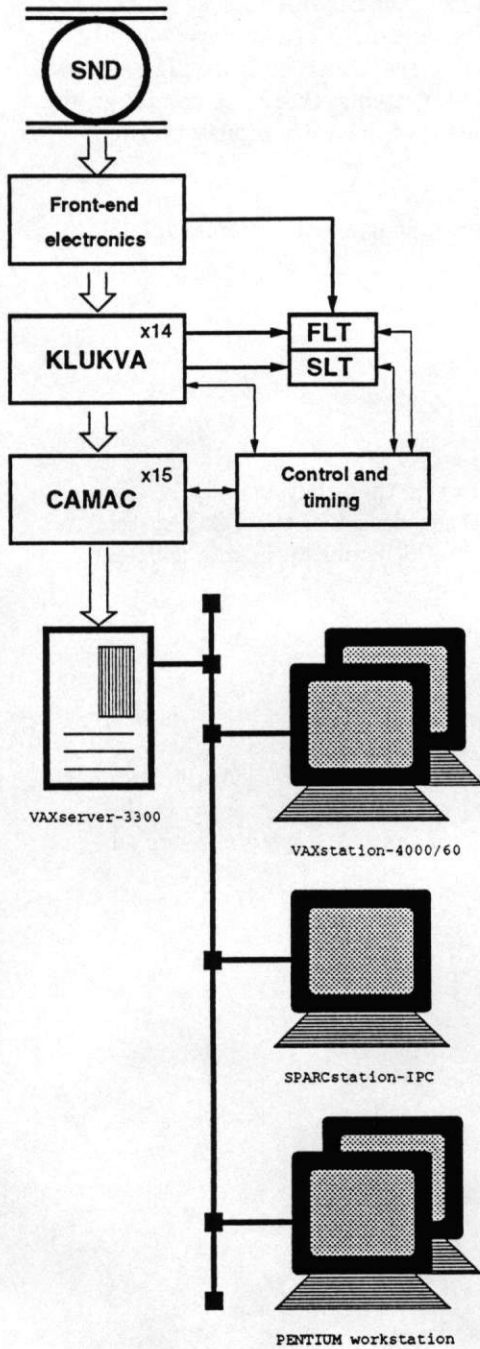 SND
Front-end
electronics
x14
KLUKVA
FLT
SLT
x15
CAMAC
Control and
timing
VAXserver-3300
VAXstation-4000/60
SPARCstation-IPC
PENTIUM workstation